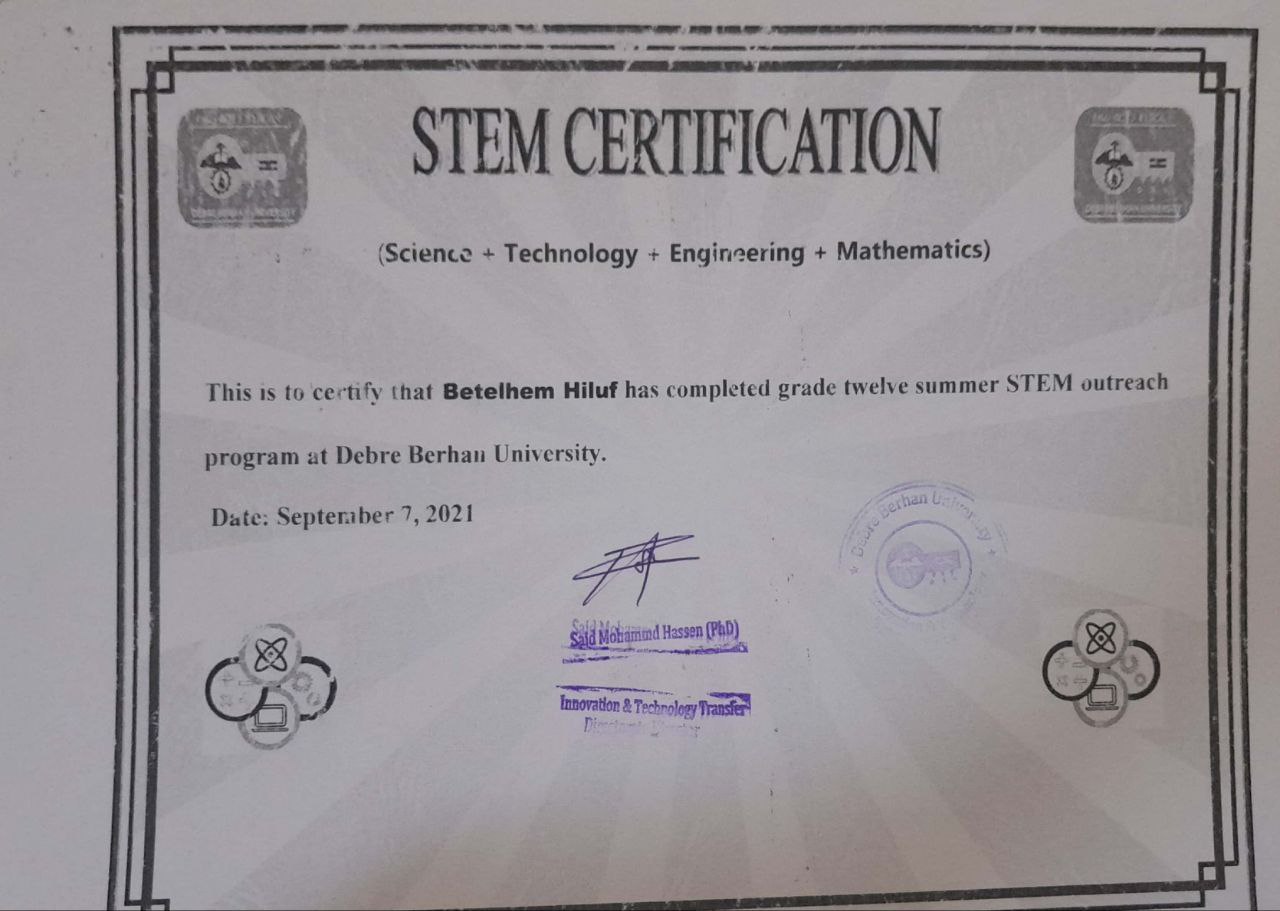 STEM CERTIFICATION
(Science + Technology + Engineering + Mathematics)
This is to certify that Betelhem Hiluf has completed grade twelve summer STEM outreach
program at Debre Berhan University.
Date: September 7, 2021
Debre Berhan University
Said Mohammd Hassen (PhD)
Innovation & Technology Transfer